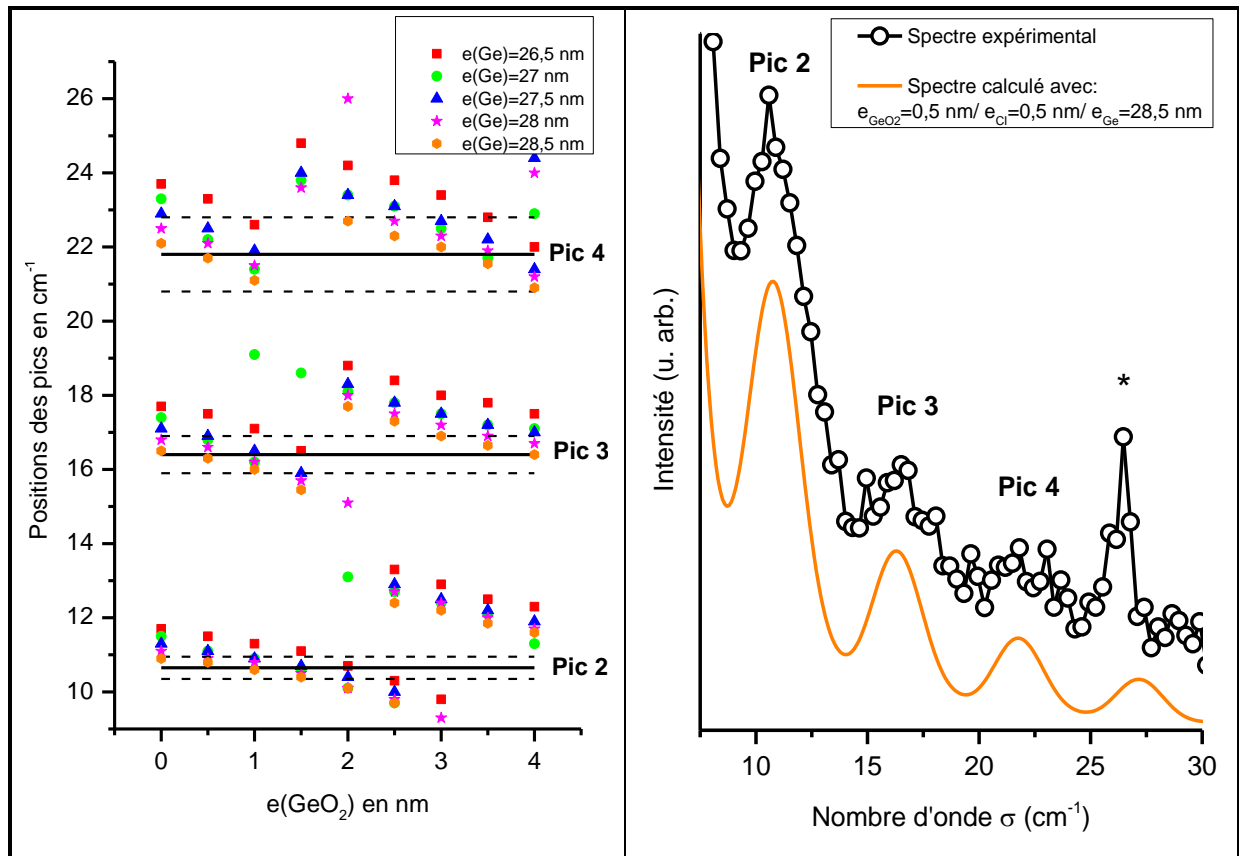 e(Ge)=26,5 nm
e(Ge)=27 nm
e(Ge)=27,5 nm
e(Ge)=28 nm
e(Ge)=28,5 nm
26
24
22
20
18
16
14
12
10
Pic 4
Pic 3
Pic 2
0
1
2
3
4
Positions des pics en cm⁻¹
e(GeO₂) en nm
Spectre expérimental
Spectre calculé avec:
e_GeO2=0,5 nm/ e_Cl=0,5 nm/ e_Ge=28,5 nm
Pic 2
Pic 3
Pic 4
*
10
15
20
25
30
Intensité (u. arb.)
Nombre d'onde σ (cm⁻¹)